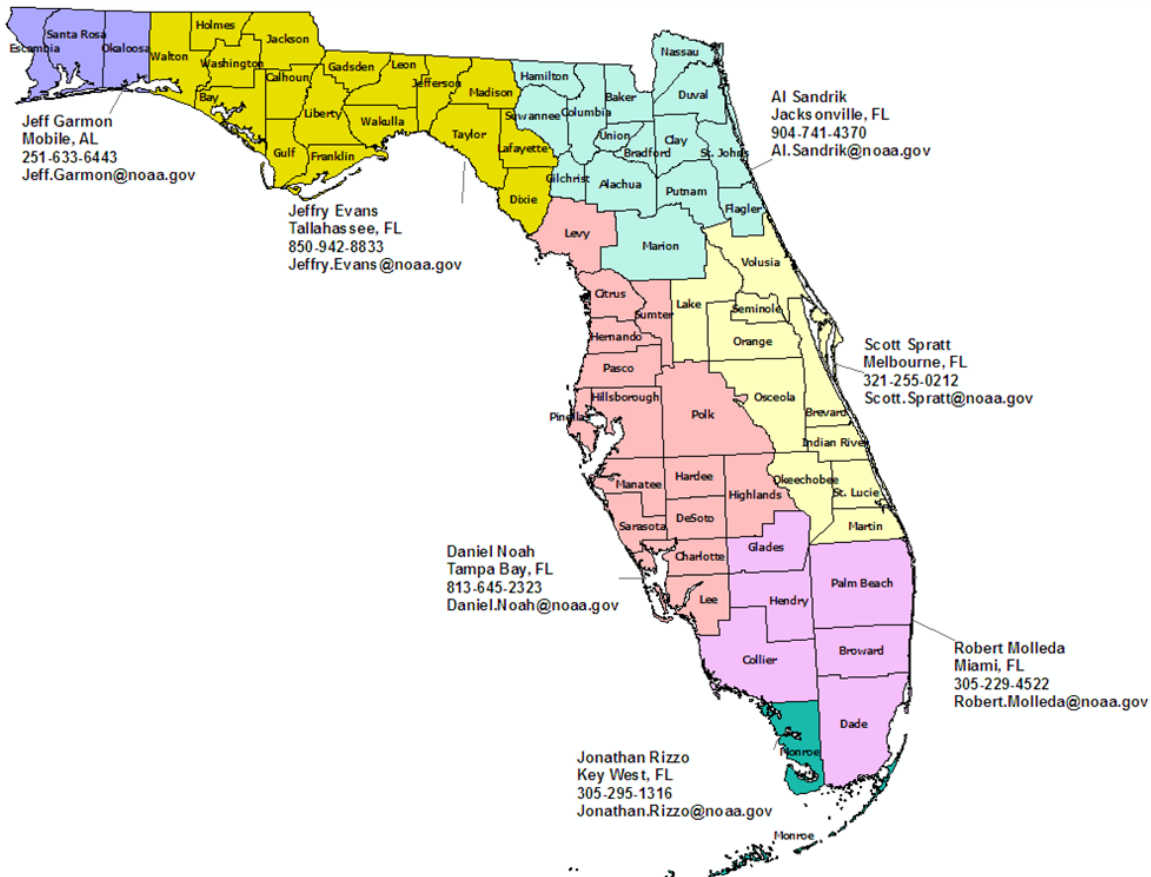 Escambia
Santa Rosa
Okaloosa
Walton
Holmes
Jackson
Washington
Bay
Calhoun
Gulf
Liberty
Franklin
Gadsden
Leon
Wakulla
Jefferson
Madison
Taylor
Lafayette
Dixie
Hamilton
Suwannee
Columbia
Baker
Nassau
Duval
Union
Bradford
Clay
St. Johns
Gilchrist
Alachua
Putnam
Flagler
Marion
Levy
Citrus
Sumter
Hernando
Pasco
Pinellas
Hillsborough
Polk
Manatee
Hardee
Highlands
Sarasota
DeSoto
Charlotte
Lee
Volusia
Lake
Seminole
Orange
Osceola
Brevard
Indian River
Okeechobee
St. Lucie
Martin
Glades
Hendry
Palm Beach
Collier
Broward
Dade
Monroe
Monroe
Jeff Garmon
Mobile, AL
251-633-6443
Jeff.Garmon@noaa.gov
Jeffry Evans
Tallahassee, FL
850-942-8833
Jeffry.Evans@noaa.gov
Al Sandrik
Jacksonville, FL
904-741-4370
Al.Sandrik@noaa.gov
Scott Spratt
Melbourne, FL
321-255-0212
Scott.Spratt@noaa.gov
Daniel Noah
Tampa Bay, FL
813-645-2323
Daniel.Noah@noaa.gov
Robert Molleda
Miami, FL
305-229-4522
Robert.Molleda@noaa.gov
Jonathan Rizzo
Key West, FL
305-295-1316
Jonathan.Rizzo@noaa.gov